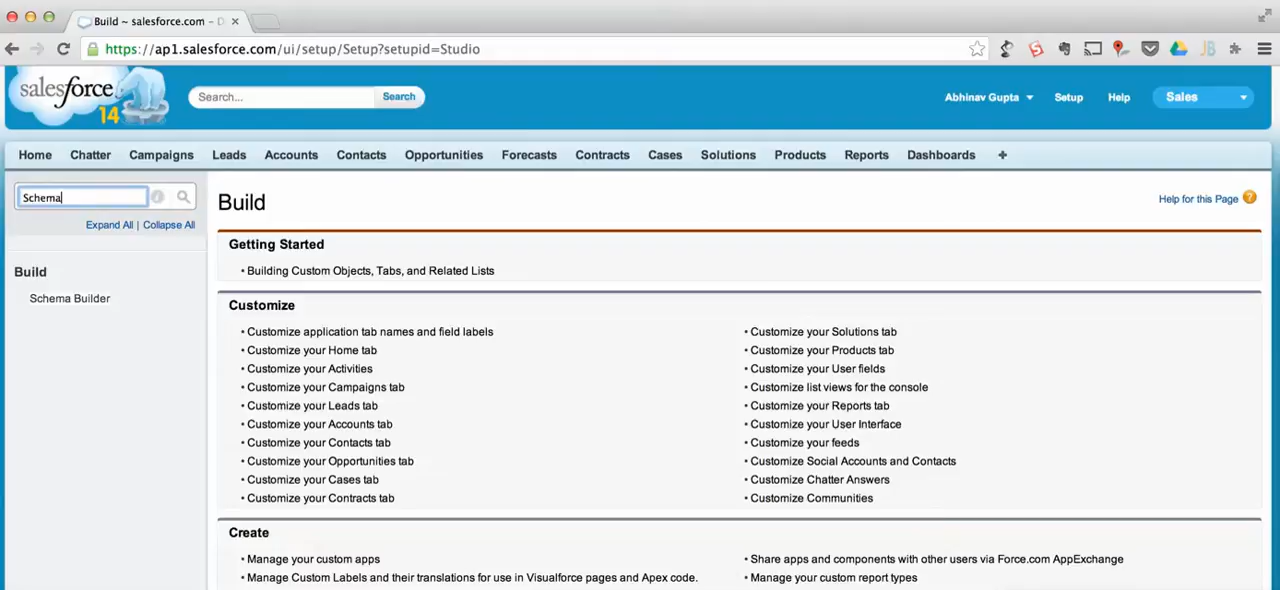 Build ~ salesforce.com - D
https://ap1.salesforce.com/ui/setup/Setup?setupid=Studio
JB
salesforce
14
Search...
Search
Abhinav Gupta
Setup
Help
Sales
Home Chatter Campaigns Leads Accounts Contacts Opportunities Forecasts Contracts Cases Solutions Products Reports Dashboards +
Schema
Expand All | Collapse All
Build
Schema Builder
Build
Help for this Page ?
Getting Started
• Building Custom Objects, Tabs, and Related Lists
Customize
• Customize application tab names and field labels
• Customize your Home tab
• Customize your Activities
• Customize your Campaigns tab
• Customize your Leads tab
• Customize your Accounts tab
• Customize your Contacts tab
• Customize your Opportunities tab
• Customize your Cases tab
• Customize your Contracts tab
• Customize your Solutions tab
• Customize your Products tab
• Customize your User fields
• Customize list views for the console
• Customize your Reports tab
• Customize your User Interface
• Customize your feeds
• Customize Social Accounts and Contacts
• Customize Chatter Answers
• Customize Communities
Create
• Manage your custom apps
• Manage Custom Labels and their translations for use in Visualforce pages and Apex code.
• Share apps and components with other users via Force.com AppExchange
• Manage your custom report types